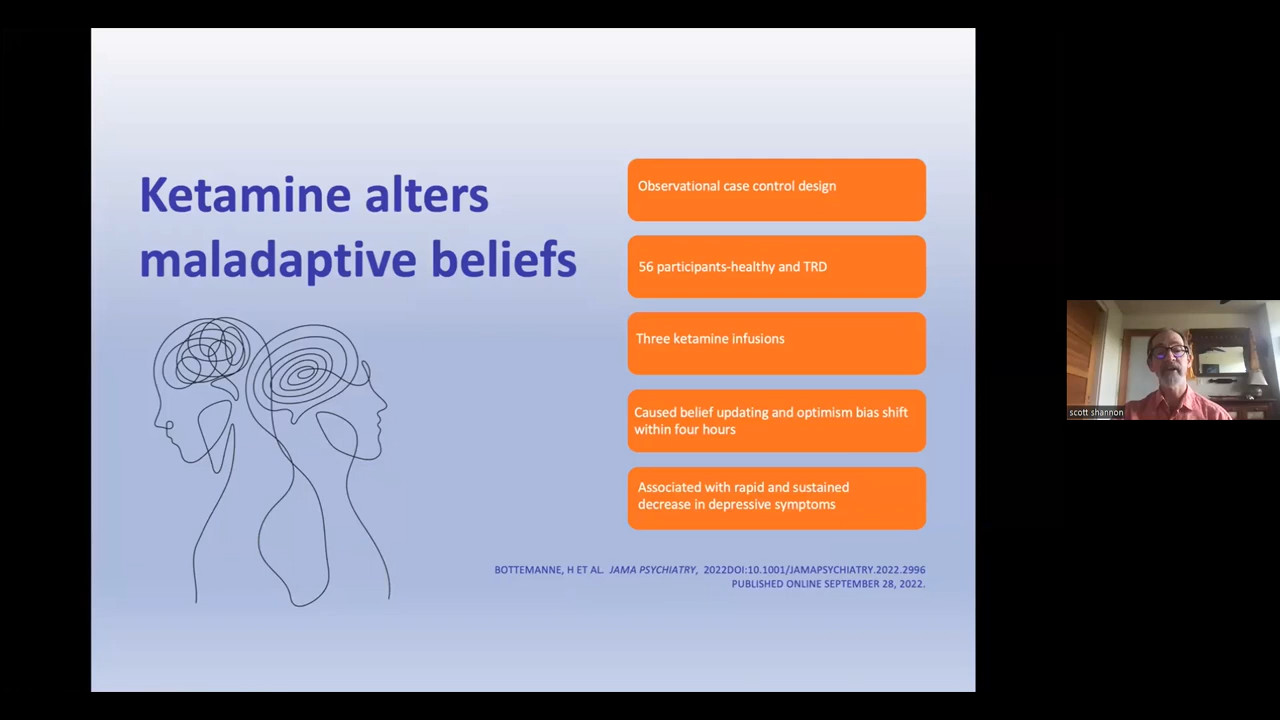 Ketamine alters
maladaptive beliefs
Observational case control design
56 participants-healthy and TRD
Three ketamine infusions
Caused belief updating and optimism bias shift
within four hours
Associated with rapid and sustained
decrease in depressive symptoms
BOTTEMANNE, H ET AL. JAMA PSYCHIATRY, 2022DOI:10.1001/JAMAPSYCHIATRY.2022.2996
PUBLISHED ONLINE SEPTEMBER 28, 2022.
scott shannon